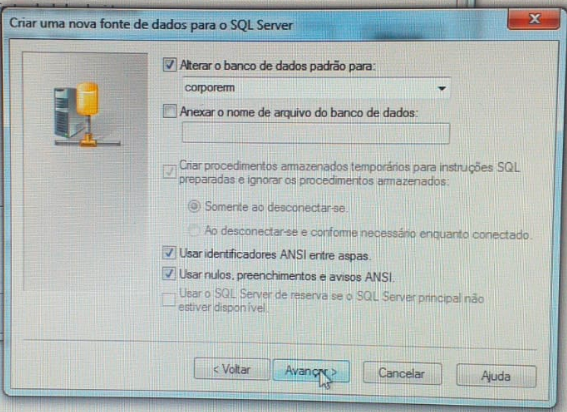 Criar uma nova fonte de dados para o SQL Server
Alterar o banco de dados padrão para:
corporerm
Anexar o nome de arquivo do banco de dados:
Criar procedimentos armazenados temporários para instruções SQL
preparadas e ignorar os procedimentos armazenados:
Somente ao desconectar-se.
Ao desconectar-se e conforme necessário enquanto conectado.
Usar identificadores ANSI entre aspas.
Usar nulos, preenchimentos e avisos ANSI.
Usar o SQL Server de reserva se o SQL Server principal não
estiver disponível.
< Voltar
Avançar >
Cancelar
Ajuda